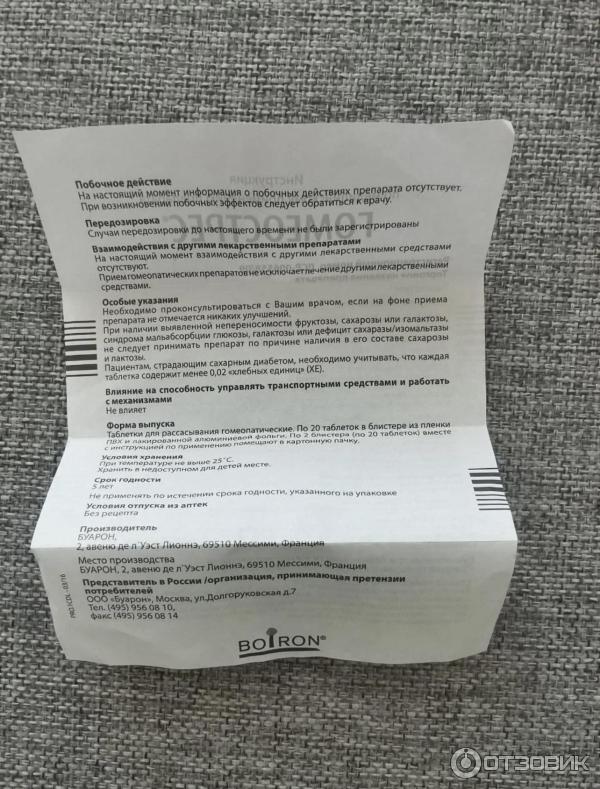 Побочное действие
На настоящий момент информация о побочных действиях препарата отсутствует.
При возникновении побочных эффектов следует обратиться к врачу.
Передозировка
Случаи передозировки до настоящего времени не были зарегистрированы
Взаимодействия с другими лекарственными препаратами
На настоящий момент взаимодействия с другими лекарственными средствами
отсутствуют.
Прием гомеопатических препаратов не исключает лечение другими лекарственными
средствами.
Особые указания
Необходимо проконсультироваться с Вашим врачом, если на фоне приема
препарата не отмечается никаких улучшений.
При наличии выявленной непереносимости фруктозы, сахарозы или галактозы,
синдрома мальабсорбции глюкозы, галактозы или дефицит сахаразы/изомальтазы
не следует принимать препарат по причине наличия в его составе сахарозы
и лактозы.
Пациентам, страдающим сахарным диабетом, необходимо учитывать, что каждая
таблетка содержит менее 0,02 «хлебных единиц» (ХЕ).
Влияние на способность управлять транспортными средствами и работать
с механизмами
Не влияет
Форма выпуска
Таблетки для рассасывания гомеопатические. По 20 таблеток в блистере из пленки
ПВХ и лакированной алюминиевой фольги. По 2 блистера (по 20 таблеток) вместе
с инструкцией по применению помещают в картонную пачку.
Условия хранения
При температуре не выше 25°С.
Хранить в недоступном для детей месте.
Срок годности
5 лет
Не применять по истечении срока годности, указанного на упаковке
Условия отпуска из аптек
Без рецепта
Производитель
БУАРОН,
2, авеню де л'Уэст Лионнэ, 69510 Мессими, Франция
Место производства
БУАРОН, 2, авеню де л'Уэст Лионнэ, 69510 Мессими, Франция
Представитель в России /организация, принимающая претензии
потребителей
ООО «Буарон», Москва, ул.Долгоруковская д.7
Тел. (495) 956 08 10,
факс (495) 956 08 14
BOIRON®
ОТЗОВИК